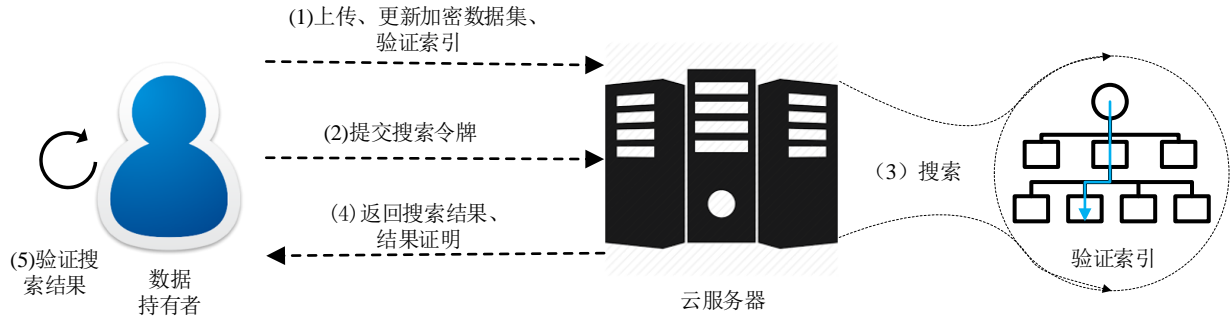 (1)上传、更新加密数据集、
验证索引
(2)提交搜索令牌
（3）搜索
(4)返回搜索结果、
结果证明
(5)验证搜
索结果
数据
持有者
云服务器
验证索引